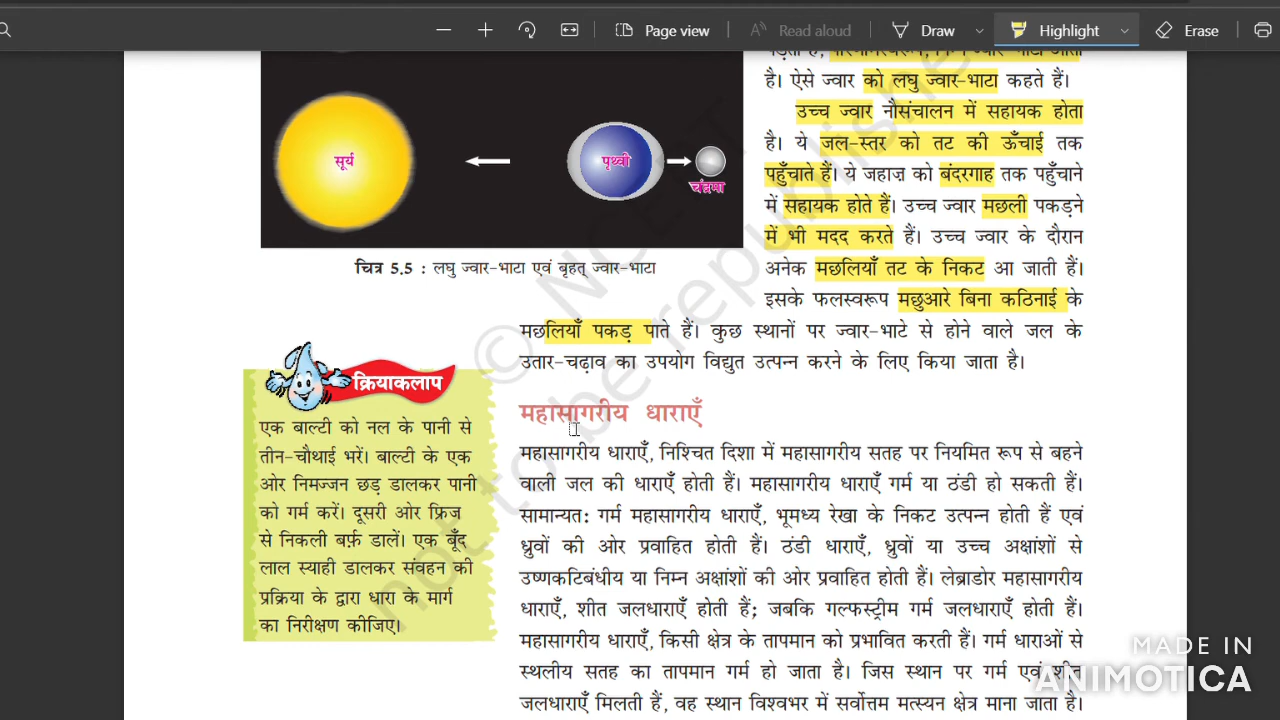 Page view
Read aloud
Draw
Highlight
Erase
है। ऐसे ज्वार को लघु ज्वार-भाटा कहते हैं।
उच्च ज्वार नौसंचालन में सहायक होता
है। ये जल-स्तर को तट की ऊँचाई तक
पहुँचाते हैं। ये जहाज़ को बंदरगाह तक पहुँचाने
में सहायक होते हैं। उच्च ज्वार मछली पकड़ने
में भी मदद करते हैं। उच्च ज्वार के दौरान
अनेक मछलियाँ तट के निकट आ जाती हैं।
इसके फलस्वरूप मछुआरे बिना कठिनाई के
मछलियाँ पकड़ पाते हैं। कुछ स्थानों पर ज्वार-भाटे से होने वाले जल के
उतार-चढ़ाव का उपयोग विद्युत उत्पन्न करने के लिए किया जाता है।
सूर्य
पृथ्वी
चंद्रमा
चित्र 5.5 : लघु ज्वार-भाटा एवं बृहत् ज्वार-भाटा
क्रियाकलाप
एक बाल्टी को नल के पानी से
तीन-चौथाई भरें। बाल्टी के एक
ओर निमज्जन छड़ डालकर पानी
को गर्म करें। दूसरी ओर फ्रिज
से निकली बर्फ़ डालें। एक बूँद
लाल स्याही डालकर संवहन की
प्रक्रिया के द्वारा धारा के मार्ग
का निरीक्षण कीजिए।
महासागरीय धाराएँ
महासागरीय धाराएँ, निश्चित दिशा में महासागरीय सतह पर नियमित रूप से बहने
वाली जल की धाराएँ होती हैं। महासागरीय धाराएँ गर्म या ठंडी हो सकती हैं।
सामान्यत: गर्म महासागरीय धाराएँ, भूमध्य रेखा के निकट उत्पन्न होती हैं एवं
ध्रुवों की ओर प्रवाहित होती हैं। ठंडी धाराएँ, ध्रुवों या उच्च अक्षांशों से
उष्णकटिबंधीय या निम्न अक्षांशों की ओर प्रवाहित होती हैं। लेब्राडोर महासागरीय
धाराएँ, शीत जलधाराएँ होती हैं; जबकि गल्फस्ट्रीम गर्म जलधाराएँ होती हैं।
महासागरीय धाराएँ, किसी क्षेत्र के तापमान को प्रभावित करती हैं। गर्म धाराओं से
स्थलीय सतह का तापमान गर्म हो जाता है। जिस स्थान पर गर्म एवं शीत
जलधाराएँ मिलती हैं, वह स्थान विश्वभर में सर्वोत्तम मत्स्यन क्षेत्र माना जाता है।
© NCERT
not to be republishe
MADE IN
ANIMOTICA